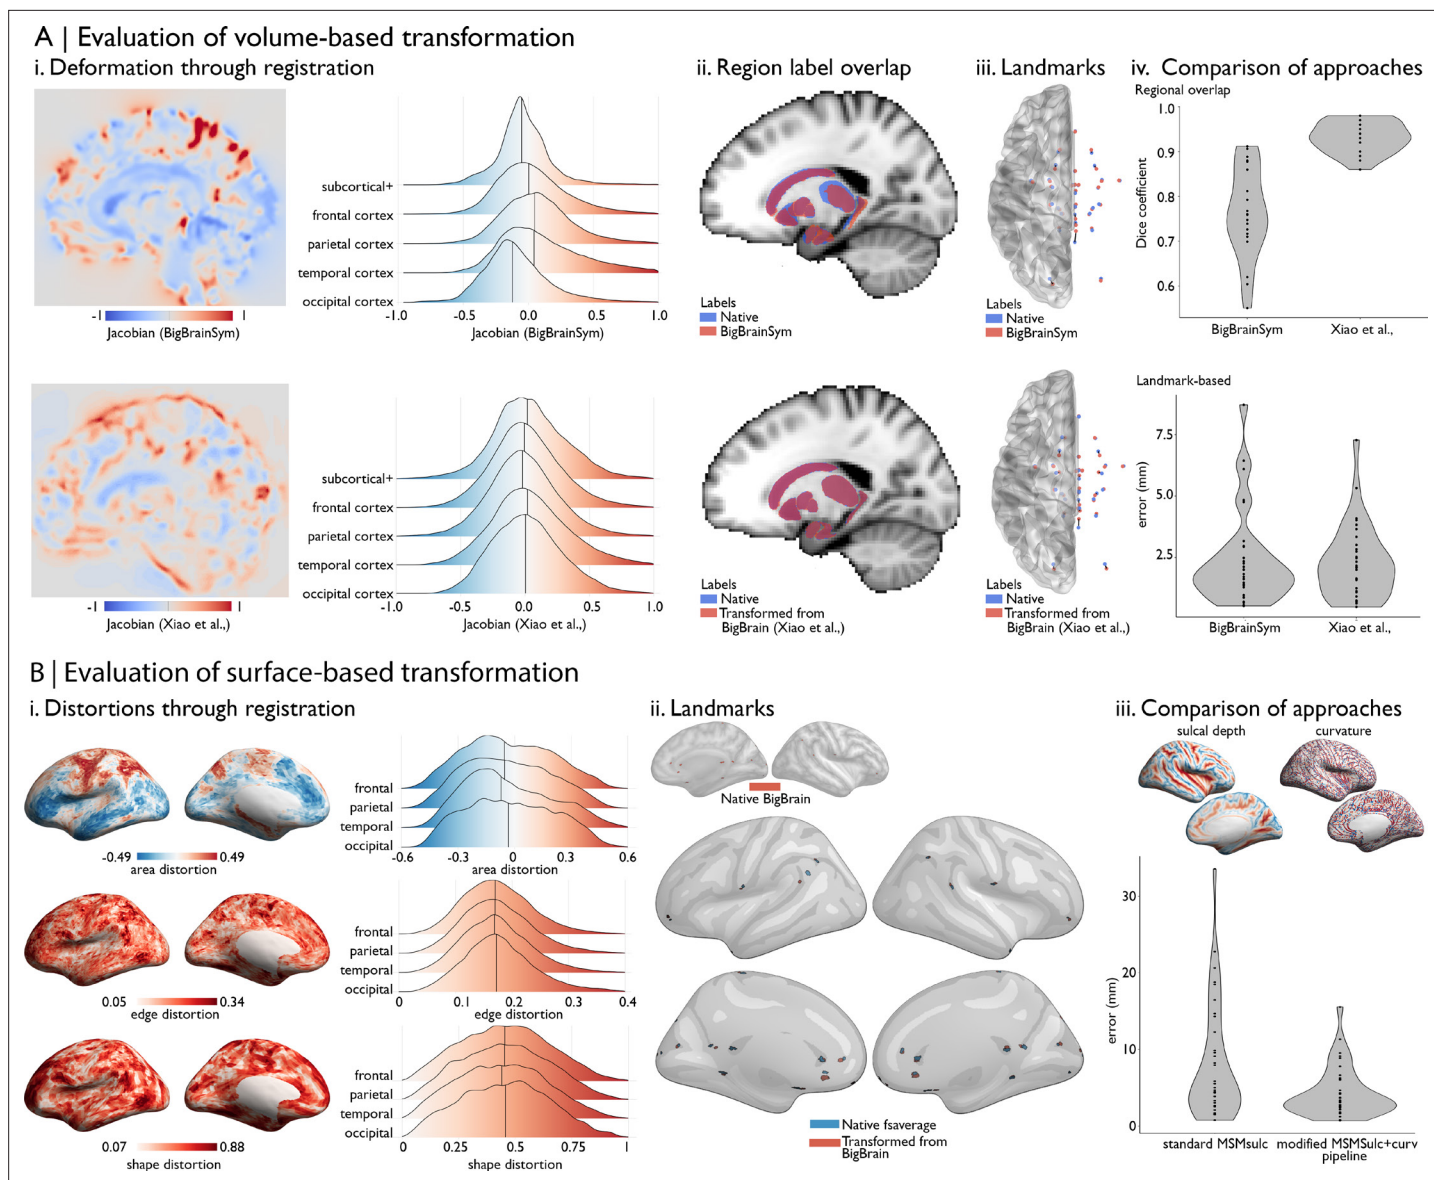 A | Evaluation of volume-based transformation
i. Deformation through registration
ii. Region label overlap
iii. Landmarks
iv. Comparison of approaches
-1 1
Jacobian (BigBrainSym)
subcortical+
frontal cortex
parietal cortex
temporal cortex
occipital cortex
-1.0 -0.5 0.0 0.5 1.0
Jacobian (BigBrainSym)
Labels
Native
BigBrainSym
Labels
Native
BigBrainSym
Regional overlap
1.0
0.9
0.8
0.7
0.6
Dice coefficient
BigBrainSym Xiao et al.,
-1 1
Jacobian (Xiao et al.,)
subcortical+
frontal cortex
parietal cortex
temporal cortex
occipital cortex
-1.0 -0.5 0.0 0.5 1.0
Jacobian (Xiao et al.,)
Labels
Native
Transformed from
BigBrain (Xiao et al.,)
Labels
Native
Transformed from
BigBrain (Xiao et al.,)
Landmark-based
7.5
5.0
2.5
error (mm)
BigBrainSym Xiao et al.,
B | Evaluation of surface-based transformation
i. Distortions through registration
ii. Landmarks
iii. Comparison of approaches
-0.49 0.49
area distortion
frontal
parietal
temporal
occipital
-0.6 -0.3 0 0.3 0.6
area distortion
0.05 0.34
edge distortion
frontal
parietal
temporal
occipital
0 0.1 0.2 0.3 0.4
edge distortion
0.07 0.88
shape distortion
frontal
parietal
temporal
occipital
0 0.25 0.5 0.75 1
shape distortion
Native BigBrain
Native fsaverage
Transformed from
BigBrain
sulcal depth curvature
30
20
10
0
error (mm)
standard MSMsulc modified MSMSulc+curv
pipeline